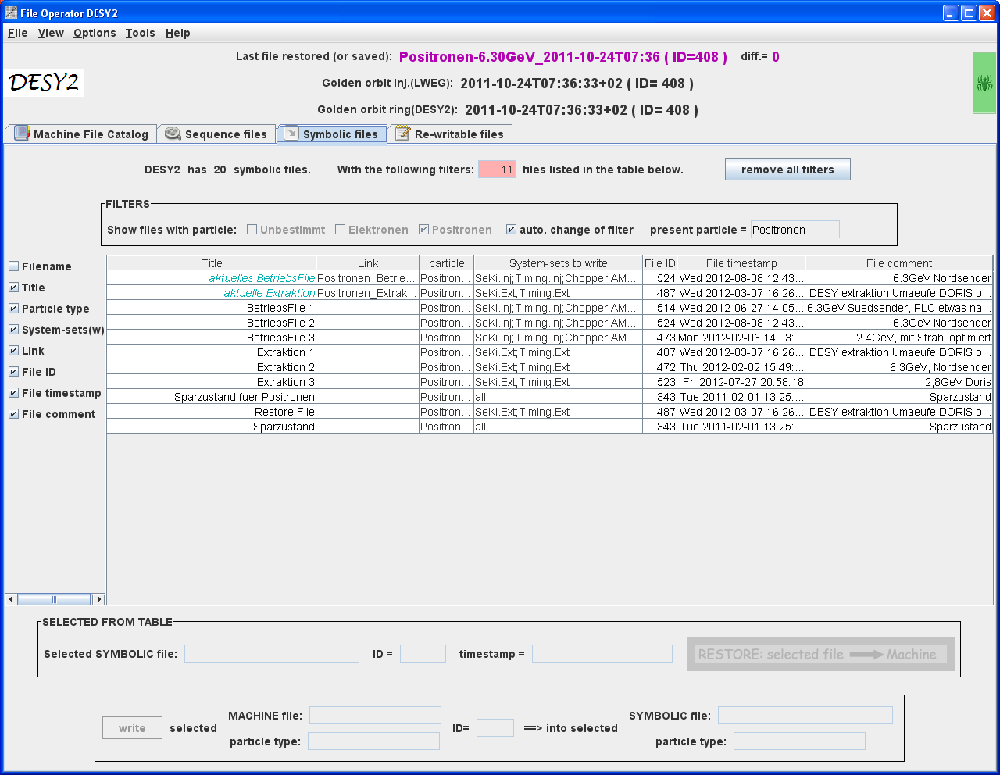 File Operator DESY2
File View Options Tools Help
Last file restored (or saved): Positronen-6.30GeV_2011-10-24T07:36 ( ID=408 ) diff.= 0
DESY2
Golden orbit inj.(LWEG): 2011-10-24T07:36:33+02 ( ID= 408 )
Golden orbit ring(DESY2): 2011-10-24T07:36:33+02 ( ID= 408 )
Machine File Catalog Sequence files Symbolic files Re-writable files
DESY2 has 20 symbolic files. With the following filters: 11 files listed in the table below. remove all filters
FILTERS
Show files with particle: Unbestimmt Elektronen Positronen auto. change of filter present particle = Positronen
Filename
Title
Particle type
System-sets(w)
Link
File ID
File timestamp
File comment
Title Link particle System-sets to write File ID File timestamp File comment
aktuelles BetriebsFile Positronen_Betrie... Positron... SeKi.Inj;Timing.Inj;Chopper;AM... 524 Wed 2012-08-08 12:43... 6.3GeV Nordsender
aktuelle Extraktion Positronen_Extrak... Positron... SeKi.Ext;Timing.Ext 487 Wed 2012-03-07 16:26... DESY extraktion Umaeufe DORIS o...
BetriebsFile 1 Positron... SeKi.Inj;Timing.Inj;Chopper;AM... 514 Wed 2012-06-27 14:05... 6.3GeV Suedsender, PLC etwas na...
BetriebsFile 2 Positron... SeKi.Inj;Timing.Inj;Chopper;AM... 524 Wed 2012-08-08 12:43... 6.3GeV Nordsender
BetriebsFile 3 Positron... SeKi.Inj;Timing.Inj;Chopper;AM... 473 Mon 2012-02-06 14:03:... 2.4GeV, mit Strahl optimiert
Extraktion 1 Positron... SeKi.Ext;Timing.Ext 487 Wed 2012-03-07 16:26... DESY extraktion Umaeufe DORIS o...
Extraktion 2 Positron... SeKi.Ext;Timing.Ext 472 Thu 2012-02-02 15:49:... 6.3GeV, Nordsender
Extraktion 3 Positron... SeKi.Ext;Timing.Ext 523 Fri 2012-07-27 20:58:18 2,8GeV Doris
Sparzustand fuer Positronen Positron... all 343 Tue 2011-02-01 13:25:... Sparzustand
Restore File Positron... SeKi.Ext;Timing.Ext 487 Wed 2012-03-07 16:26... DESY extraktion Umaeufe DORIS o...
Sparzustand Positron... all 343 Tue 2011-02-01 13:25:... Sparzustand
SELECTED FROM TABLE
Selected SYMBOLIC file: ID = timestamp = RESTORE: selected file Machine
MACHINE file: SYMBOLIC file:
write selected ID= ==> into selected
particle type: particle type: